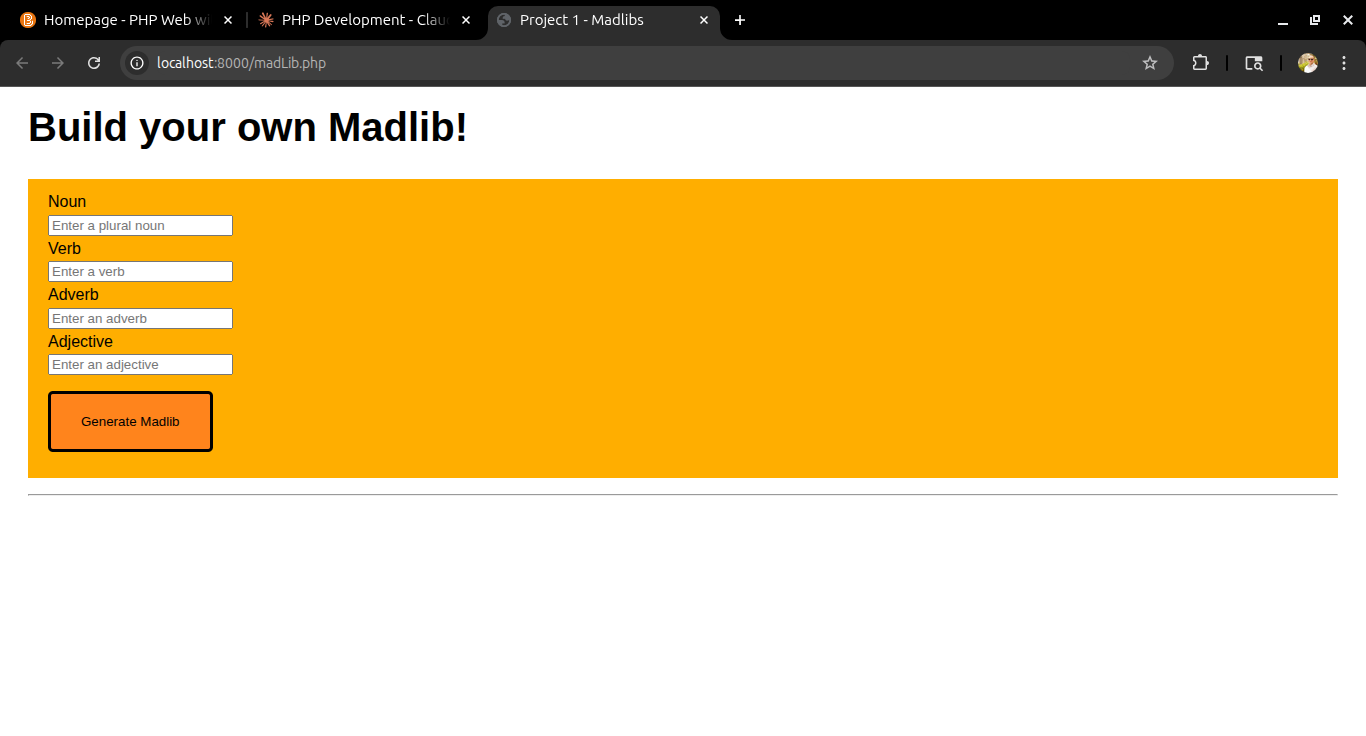 Homepage - PHP Web wi
PHP Development - Clau
Project 1 - Madlibs
localhost:8000/madLib.php
Build your own Madlib!
Noun
Enter a plural noun
Verb
Enter a verb
Adverb
Enter an adverb
Adjective
Enter an adjective
Generate Madlib